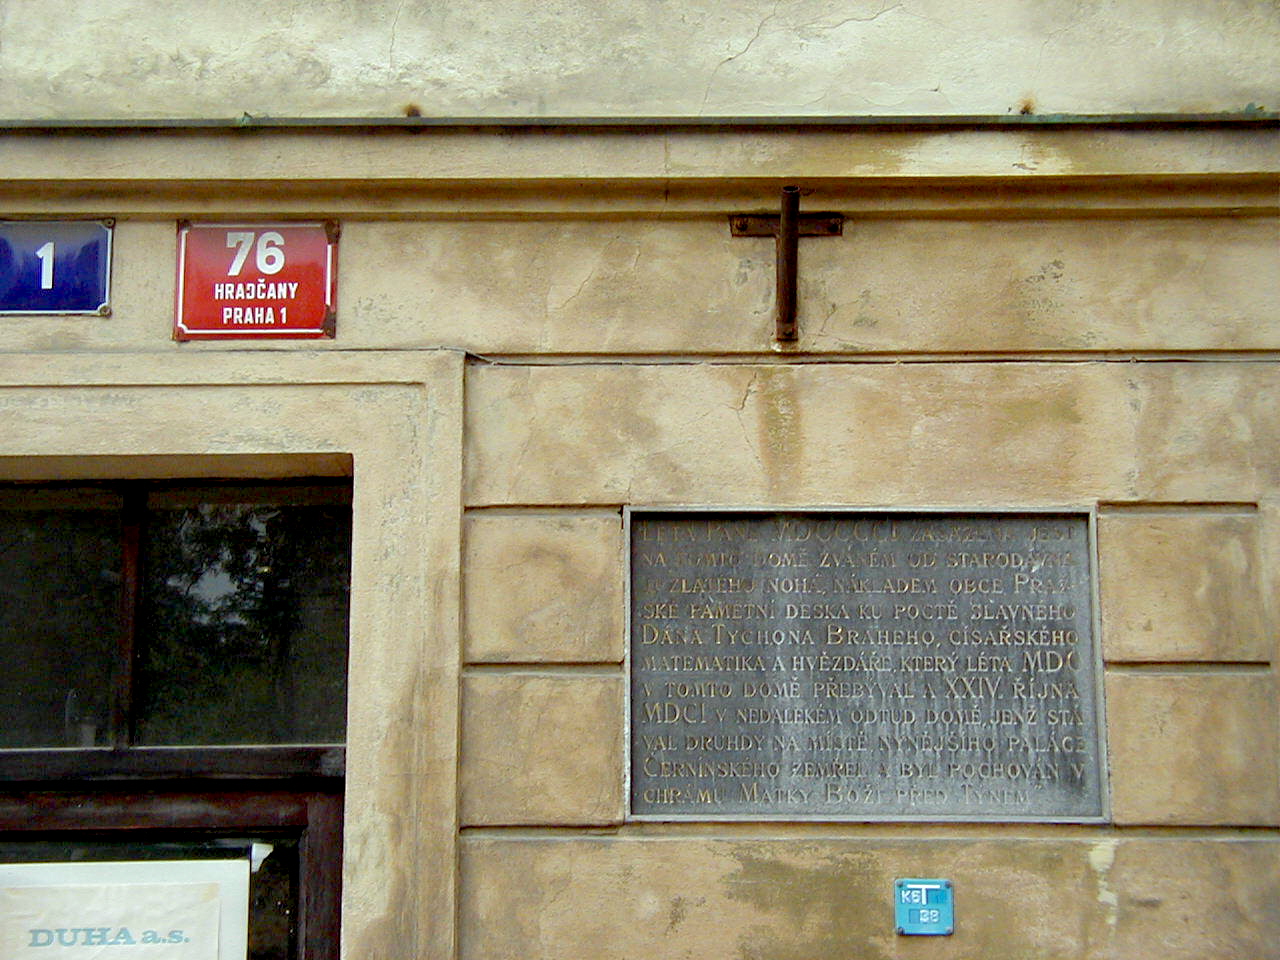 1
76
HRADČANY
PRAHA 1
LÉTA PÁNĚ MDCCCCI ZASAZENA JEST
NA TOMTO DOMĚ ZVANÉM OD STARODÁVNA
U ZLATÉHO NOHA, NÁKLADEM OBCE PRAŽ-
SKÉ PAMĚTNÍ DESKA KU POCTĚ SLAVNÉHO
DÁNA TYCHONA BRAHEHO, CÍSAŘSKÉHO
MATEMATIKA A HVĚZDÁŘE, KTERÝ LÉTA MDC
V TOMTO DOMĚ PŘEBÝVAL A XXIV. ŘÍJNA
MDCI V NEDALÉKÉM ODTUD DOMĚ, JENŽ STÁ
VAL DRUHDY NA MÍSTĚ NYNĚJŠÍHO PALÁCE
ČERNÍNSKÉHO ZEMŘEL A BYL POCHOVÁN V
CHRÁMU MATKY BOŽÍ PŘED TÝNEM
K6T
28
DUHA a.s.